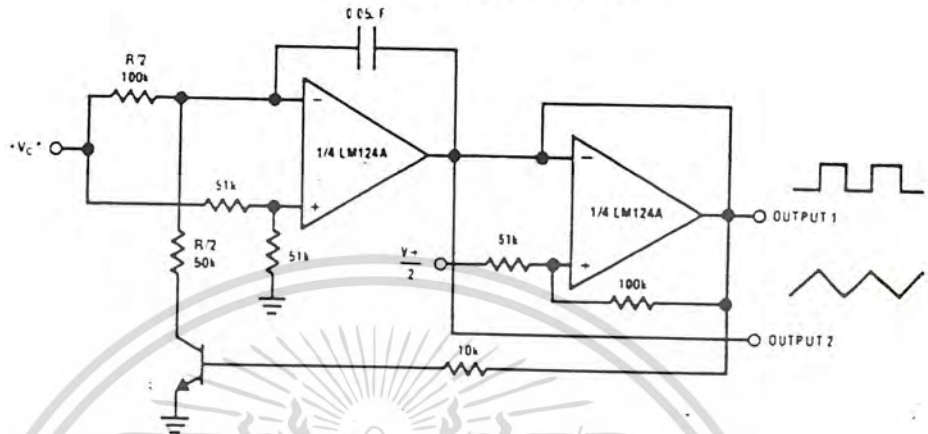 0.05 F
R/2
100k
+VC*
51k
51k
R/2
50k
1/4 LM124A
V+
2
51k
1/4 LM124A
100k
10k
OUTPUT 1
OUTPUT 2